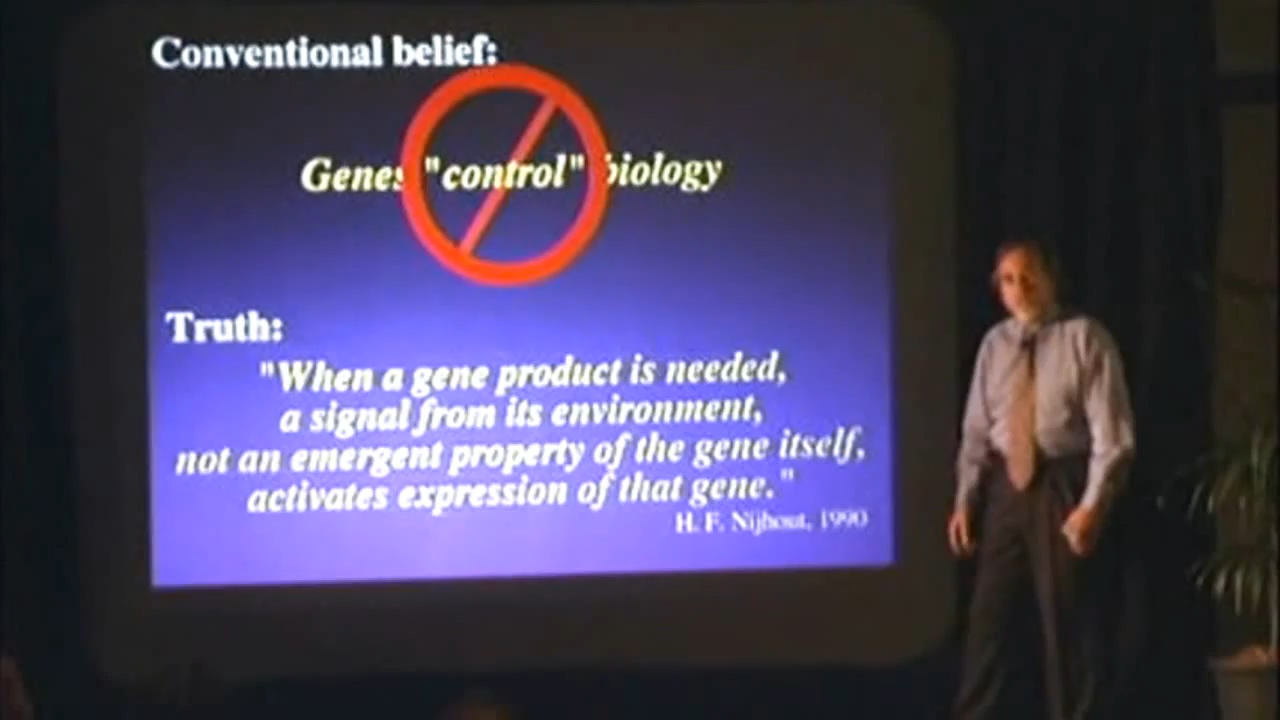 Conventional belief:
Genes "control" biology
Truth:
"When a gene product is needed,
a signal from its environment,
not an emergent property of the gene itself,
activates expression of that gene."
H. F. Nijhout, 1990